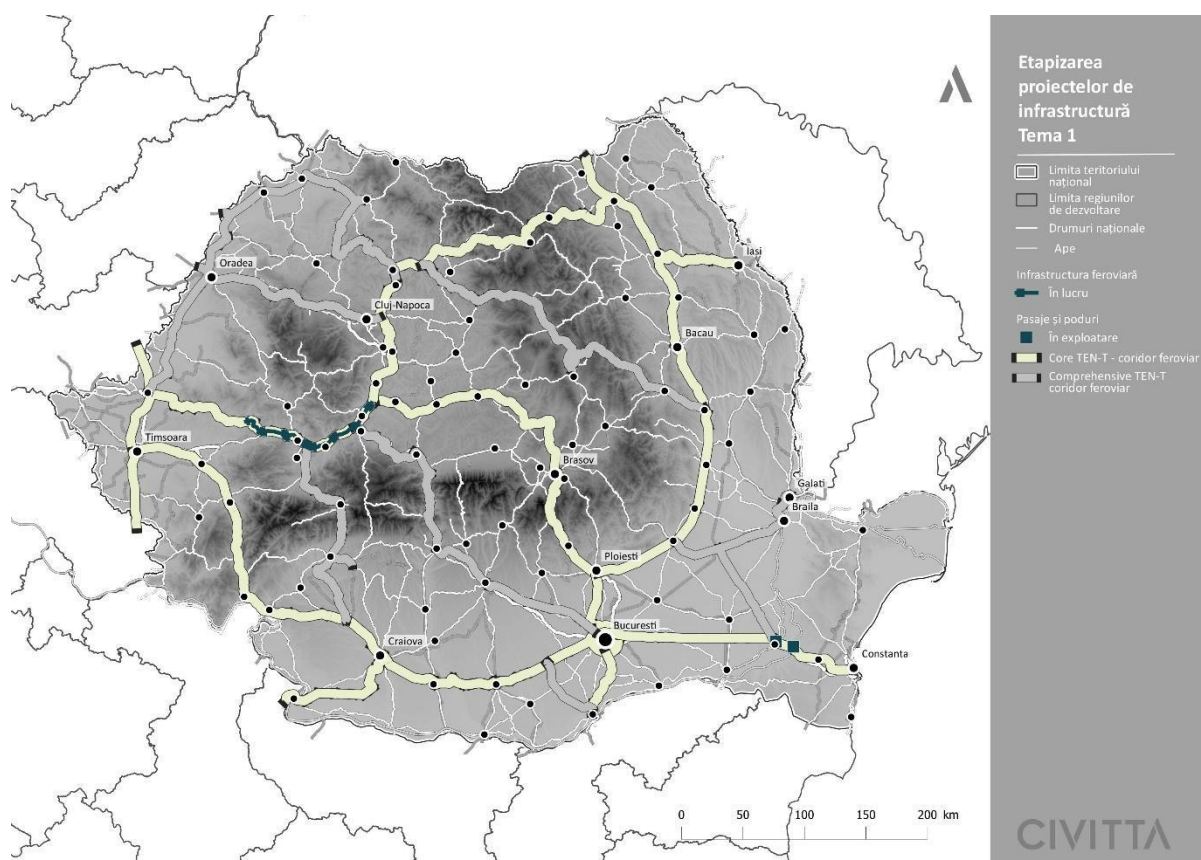 Etapizarea
proiectelor de
infrastructură
Tema 1
Limita teritoriului
național
Limita regiunilor
de dezvoltare
Drumuri naționale
Ape
Infrastructura feroviară
În lucru
Pasaje și poduri
În exploatare
Core TEN-T - coridor feroviar
Comprehensive TEN-T
coridor feroviar
Oradea
Cluj-Napoca
Iasi
Bacau
Timsoara
Brasov
Galati
Braila
Ploiesti
Bucuresti
Craiova
Constanta
0 50 100 150 200 km
CIVITTA